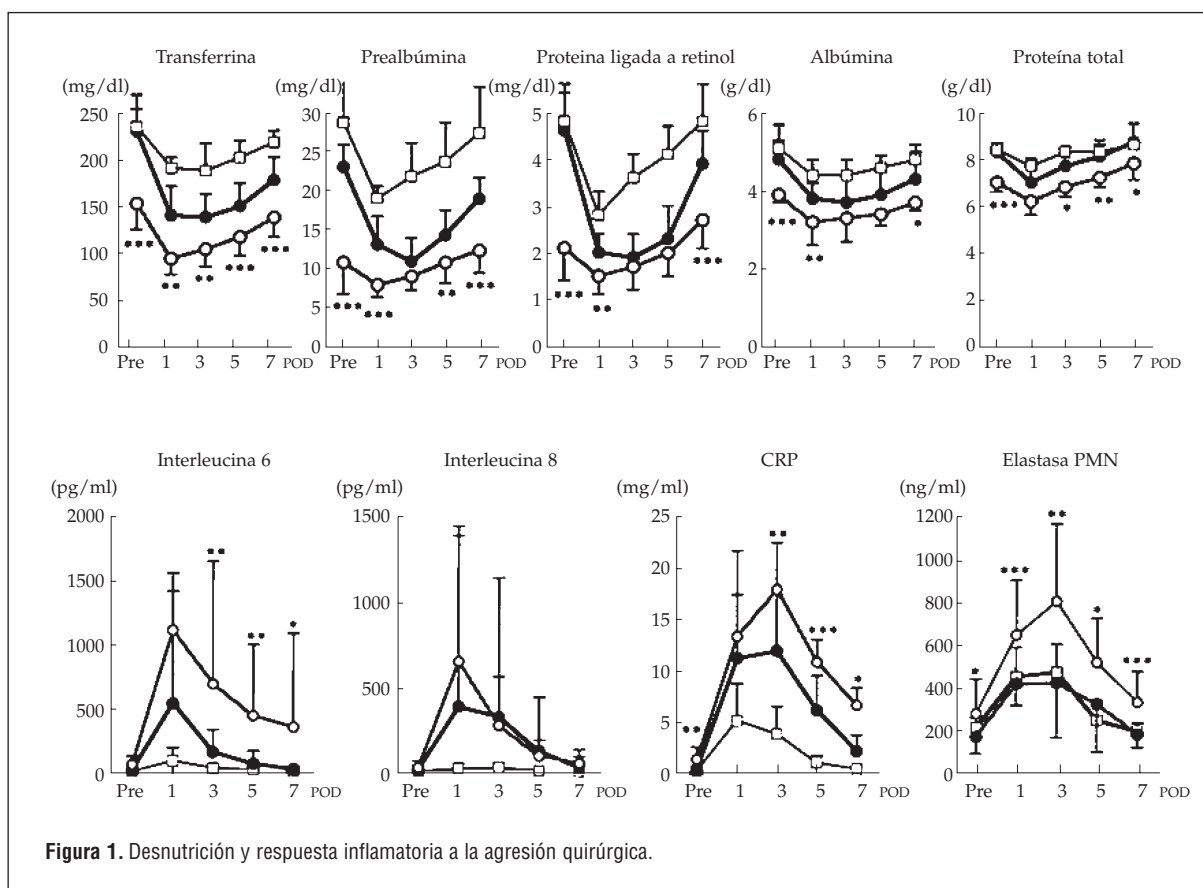 Transferrina Prealbúmina Proteina ligada a retinol Albúmina Proteína total
(mg/dl) (mg/dl) (mg/dl) (g/dl) (g/dl)
250 30 5 8 10
200 25 4 6 8
150 20 3 4 6
100 15 2 2 4
50 10 1 0 2
0 5 0 0
0
Pre 1 3 5 7 POD Pre 1 3 5 7 POD Pre 1 3 5 7 POD Pre 1 3 5 7 POD Pre 1 3 5 7 POD
*** ** ** *** *** *** *** ** *** *** ** *** *** ** * *** * ** *
Interleucina 6 Interleucina 8 CRP Elastasa PMN
(pg/ml) (pg/ml) (mg/ml) (ng/ml)
2000 1500 25 1200
1500 1000 20 1000
1000 500 15 800
500 0 10 600
0 5 400
0 200
0
** ** * ** ** *** * * *** ** * ***
Pre 1 3 5 7 POD Pre 1 3 5 7 POD Pre 1 3 5 7 POD Pre 1 3 5 7 POD
Figura 1. Desnutrición y respuesta inflamatoria a la agresión quirúrgica.